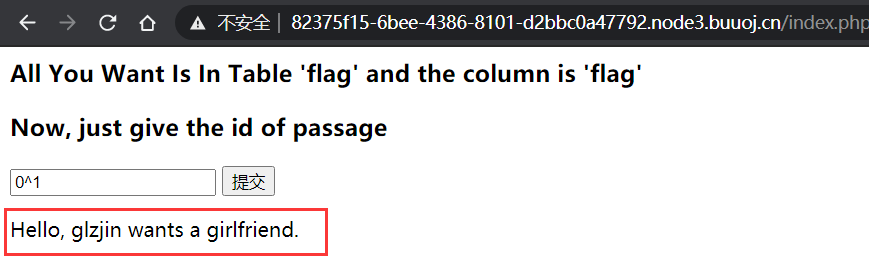 不安全 | 82375f15-6bee-4386-8101-d2bbc0a47792.node3.buuoj.cn/index.php
All You Want Is In Table 'flag' and the column is 'flag'
Now, just give the id of passage
0^1 提交
Hello, glzjin wants a girlfriend.